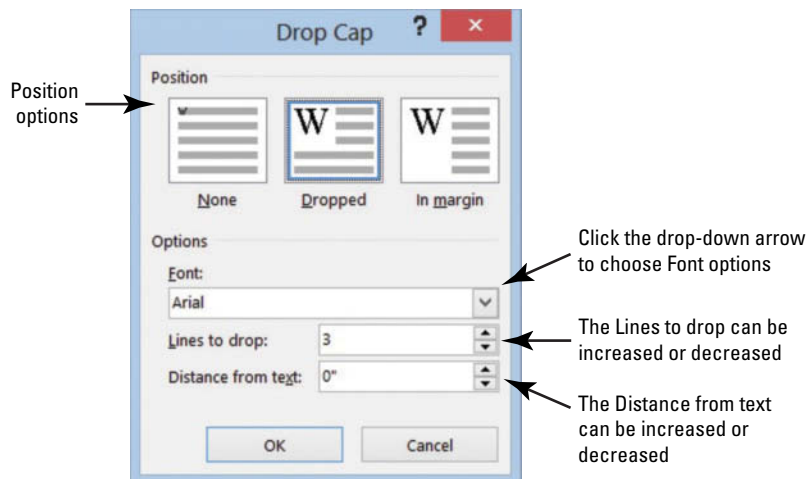 Drop Cap ?
Position
Position
options
W W W
None Dropped In margin
Options
Click the drop-down arrow
to choose Font options
Font:
Arial
The Lines to drop can be
increased or decreased
Lines to drop: 3
Distance from text: 0"
The Distance from text
can be increased or
decreased
OK Cancel